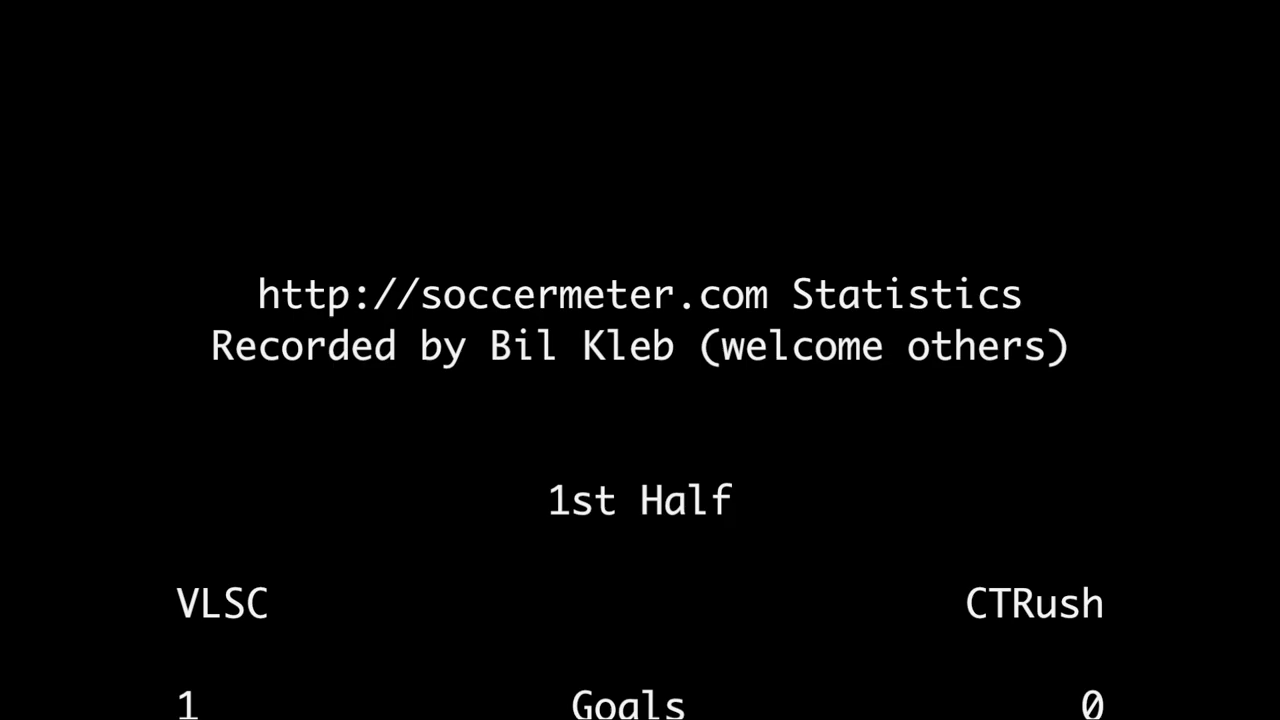 http://soccermeter.com Statistics
Recorded by Bil Kleb (welcome others)
1st Half
VLSC CTRush
1 Goals 0